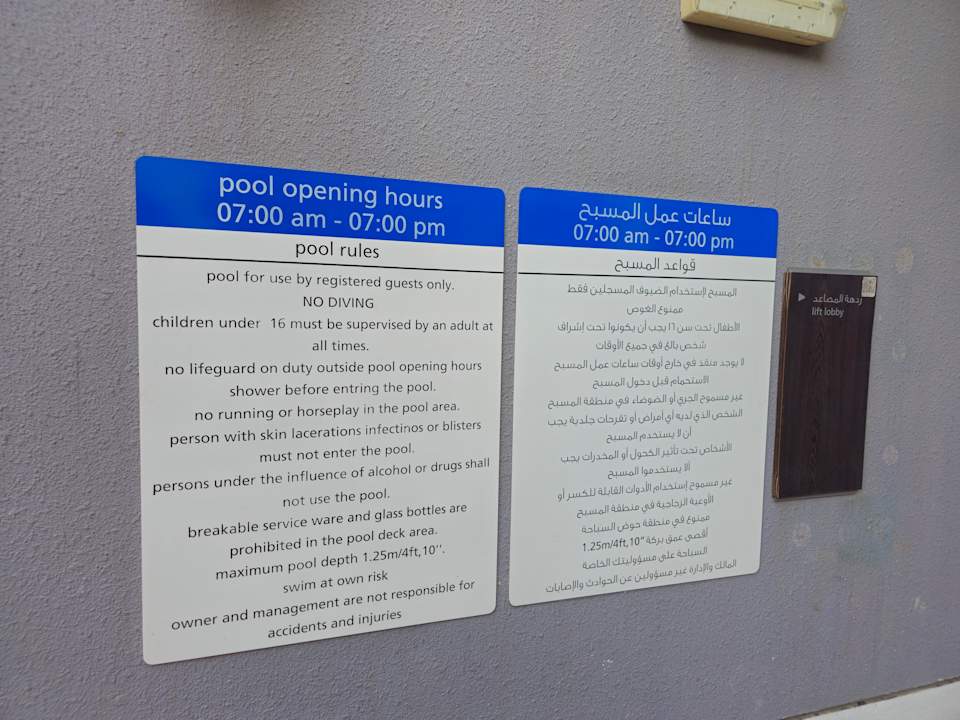 pool opening hours
07:00 am - 07:00 pm
pool rules
pool for use by registered guests only.
NO DIVING
children under 16 must be supervised by an adult at
all times.
no lifeguard on duty outside pool opening hours
shower before entring the pool.
no running or horseplay in the pool area.
person with skin lacerations infectinos or blisters
must not enter the pool.
persons under the influence of alcohol or drugs shall
not use the pool.
breakable service ware and glass bottles are
prohibited in the pool deck area.
maximum pool depth 1.25m/4ft,10''.
swim at own risk
owner and management are not responsible for
accidents and injuries
ساعات عمل المسبح
07:00 am - 07:00 pm
قواعد المسبح
المسبح لإستخدام الضيوف المسجلين فقط
ممنوع الغوص
الأطفال تحت سن ١٦ يجب أن يكونوا تحت إشراف
شخص بالغ في جميع الأوقات
لا يوجد منقذ في خارج أوقات ساعات عمل المسبح
الاستحمام قبل دخول المسبح
غير مسموح الجري أو الضوضاء في منطقة المسبح
الشخص الذي لديه أي أمراض أو تقرحات جلدية يجب
أن لا يستخدم المسبح
الأشخاص تحت تأثير الكحول أو المخدرات يجب
ألا يستخدموا المسبح
غير مسموح إستخدام الأدوات القابلة للكسر أو
الأوعية الزجاجية في منطقة المسبح
ممنوع في منطقة حوض السباحة
أقصى عمق بركة 1.25m/4ft,10"
السباحة على مسؤوليتك الخاصة
المالك والإدارة غير مسؤولين عن الحوادث والإصابات
ردهة المصاعد
lift lobby